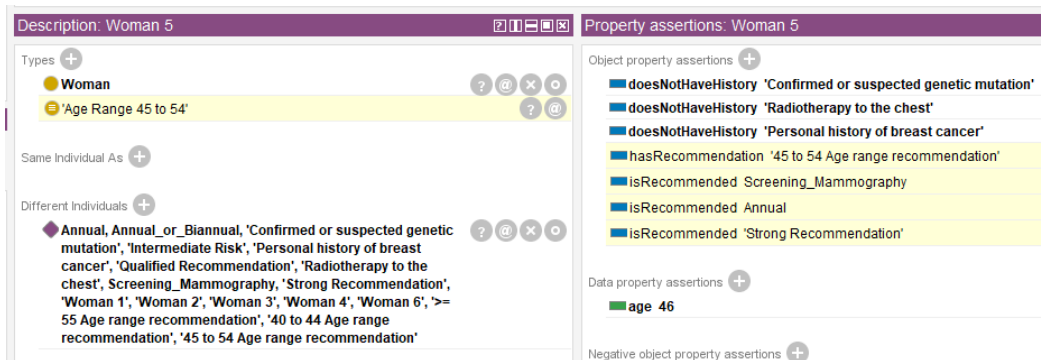 Description: Woman 5
Types
Woman
'Age Range 45 to 54'
Same Individual As
Different Individuals
Annual, Annual_or_Biannual, 'Confirmed or suspected genetic
mutation', 'Intermediate Risk', 'Personal history of breast
cancer', 'Qualified Recommendation', 'Radiotherapy to the
chest', Screening_Mammography, 'Strong Recommendation',
'Woman 1', 'Woman 2', 'Woman 3', 'Woman 4', 'Woman 6', '>=
55 Age range recommendation', '40 to 44 Age range
recommendation', '45 to 54 Age range recommendation'
Property assertions: Woman 5
Object property assertions
doesNotHaveHistory 'Confirmed or suspected genetic mutation'
doesNotHaveHistory 'Radiotherapy to the chest'
doesNotHaveHistory 'Personal history of breast cancer'
hasRecommendation '45 to 54 Age range recommendation'
isRecommended Screening_Mammography
isRecommended Annual
isRecommended 'Strong Recommendation'
Data property assertions
age 46
Negative object property assertions